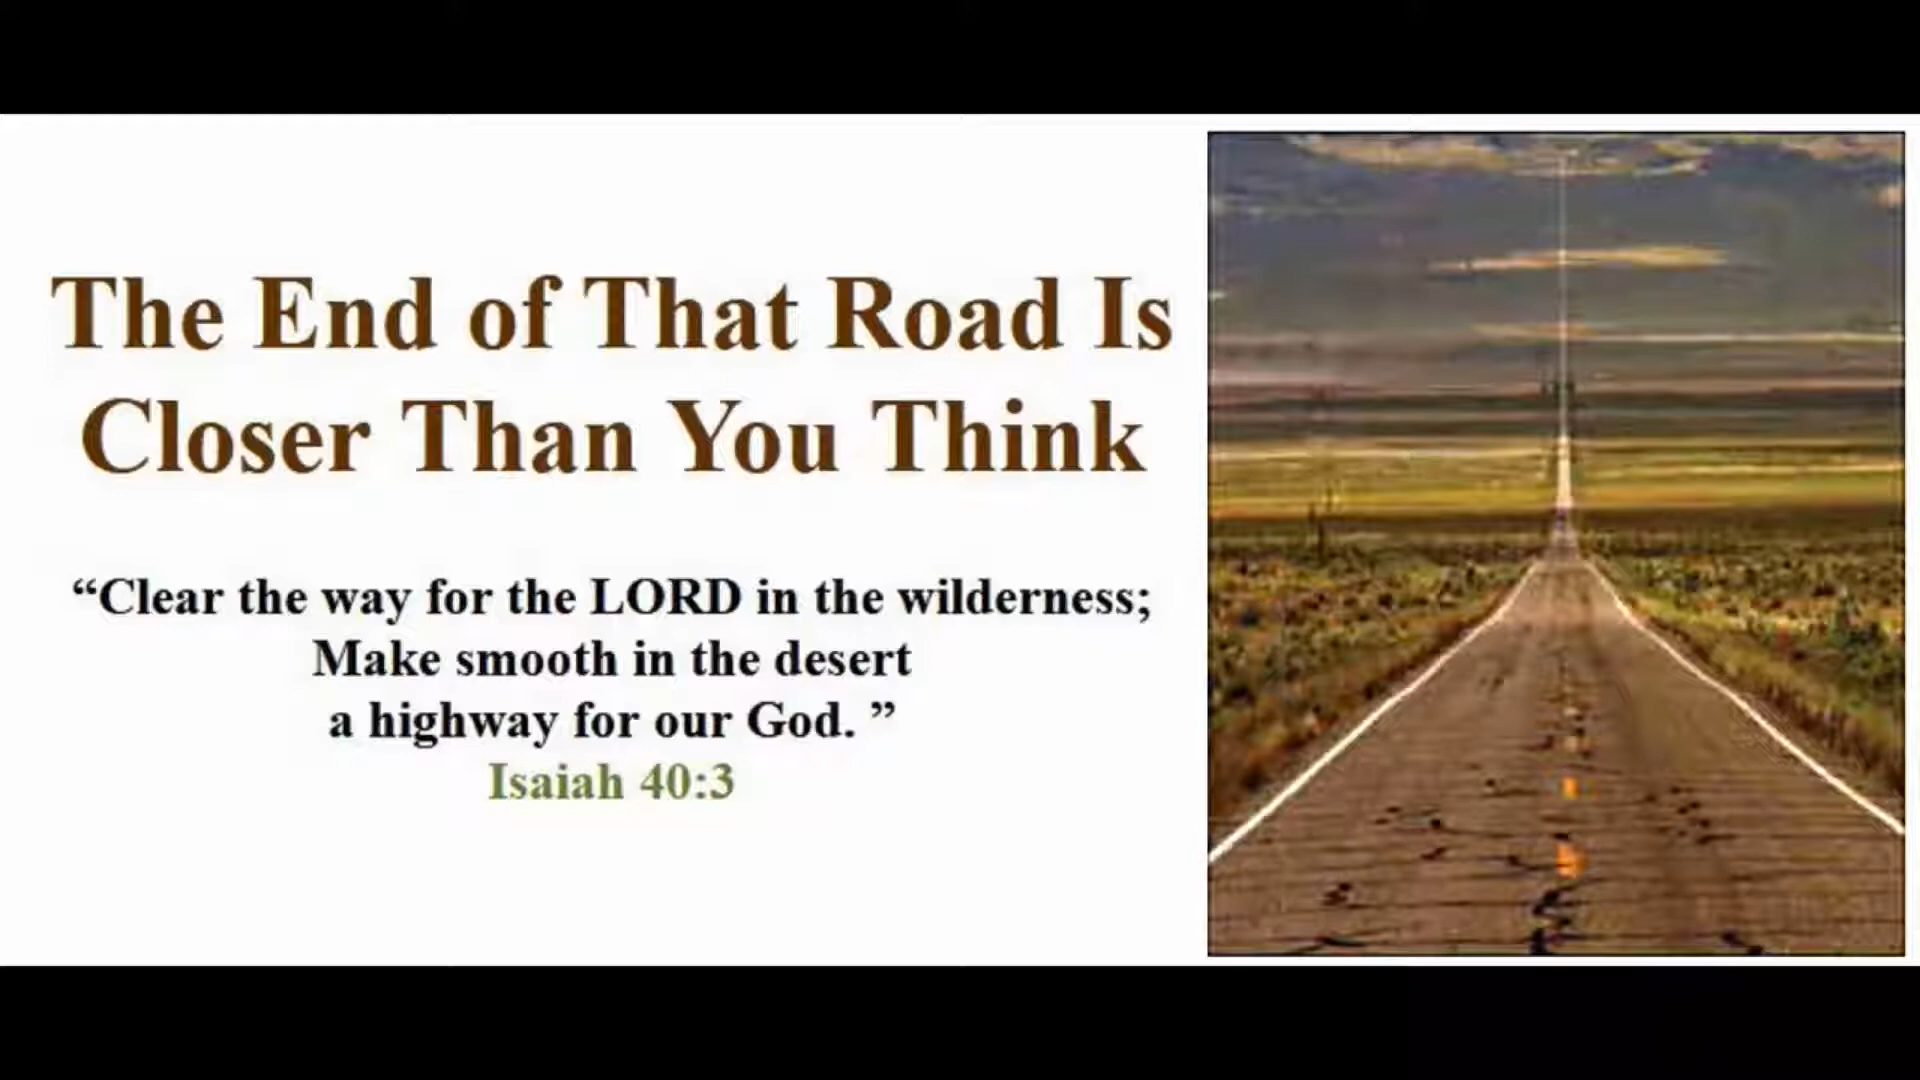 The End of That Road Is
Closer Than You Think
“Clear the way for the LORD in the wilderness;
Make smooth in the desert
a highway for our God. ”
Isaiah 40:3